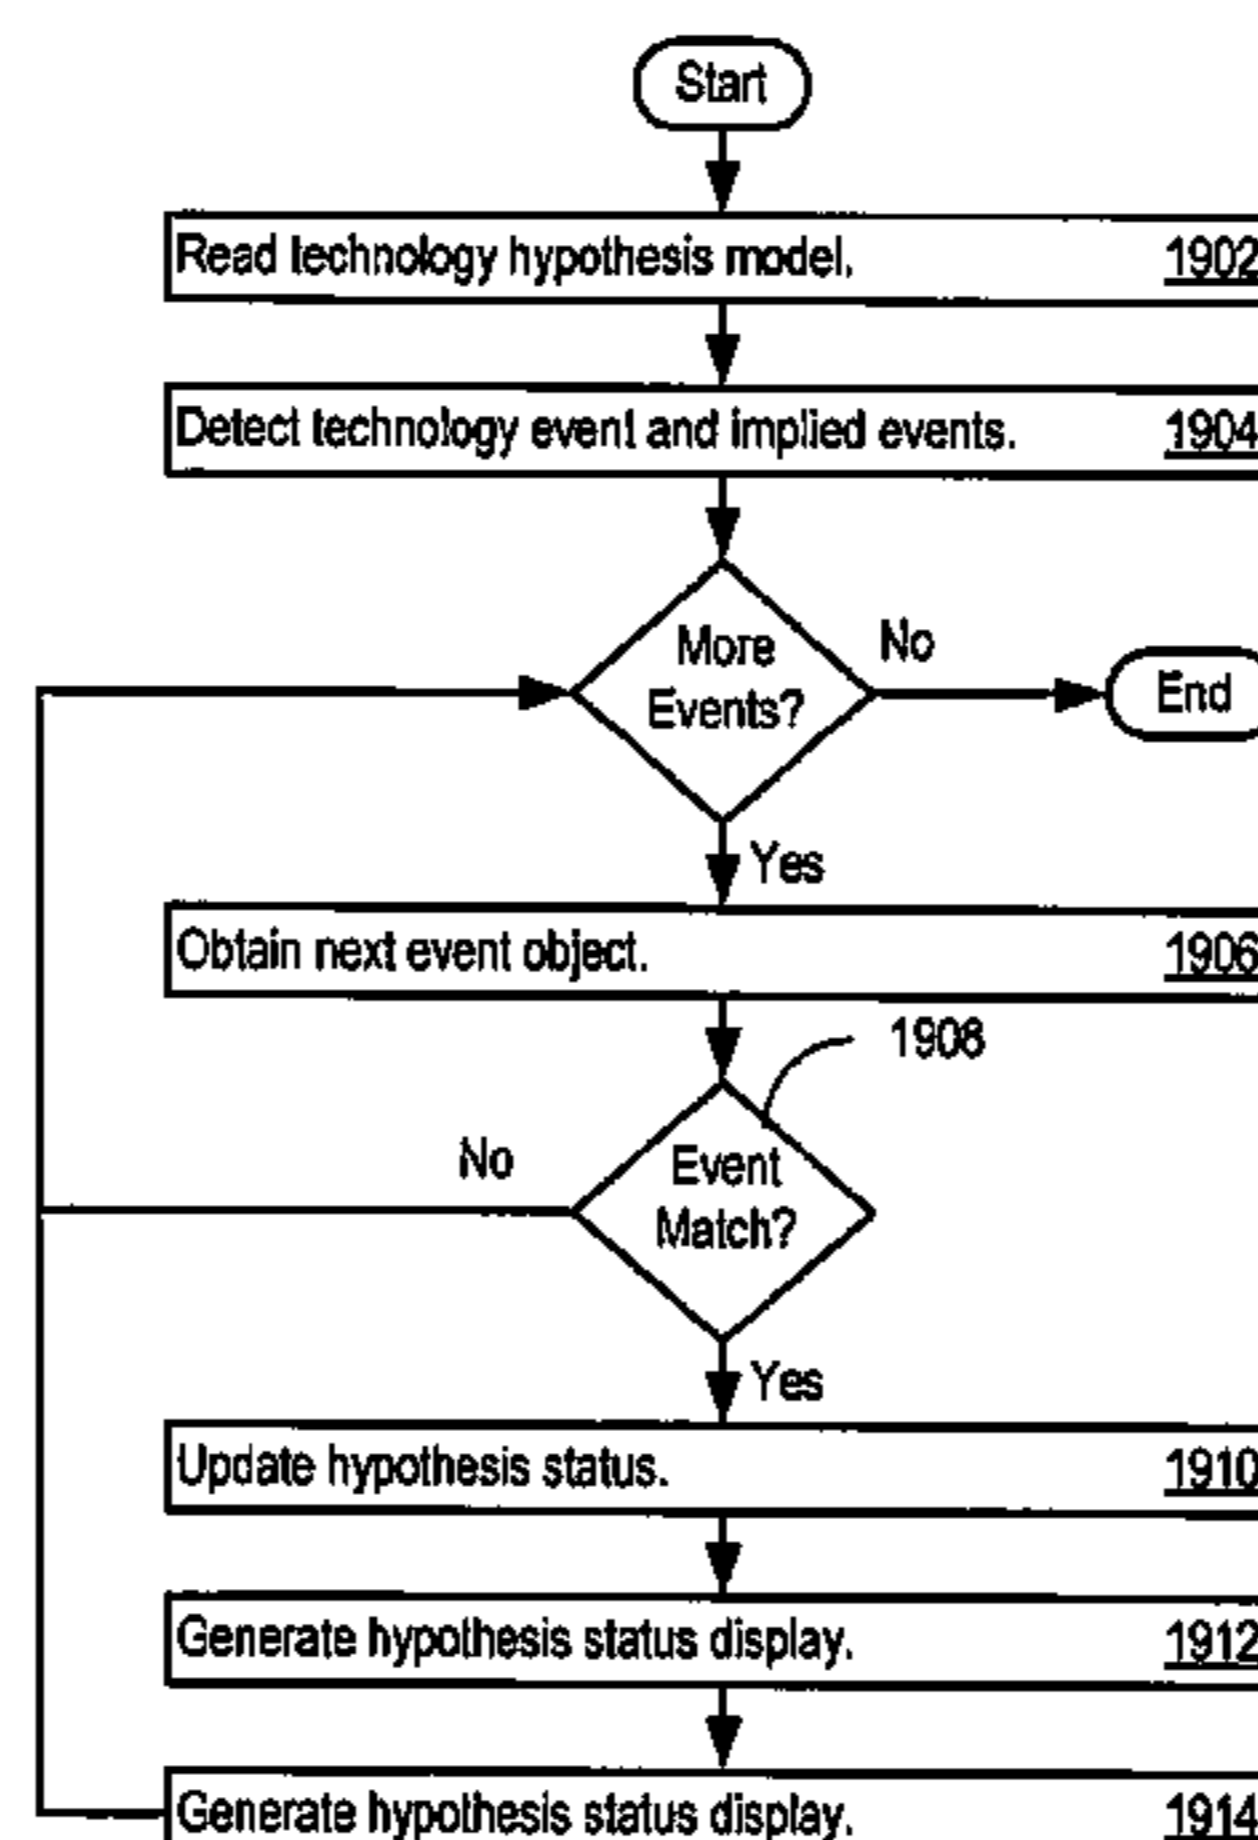 Start
Read technology hypothesis model. 1902
Detect technology event and implied events. 1904
More
Events?
No
End
Yes
Obtain next event object. 1906
1908
Event
Match?
No
Yes
Update hypothesis status. 1910
Generate hypothesis status display. 1912
Generate hypothesis status display. 1914